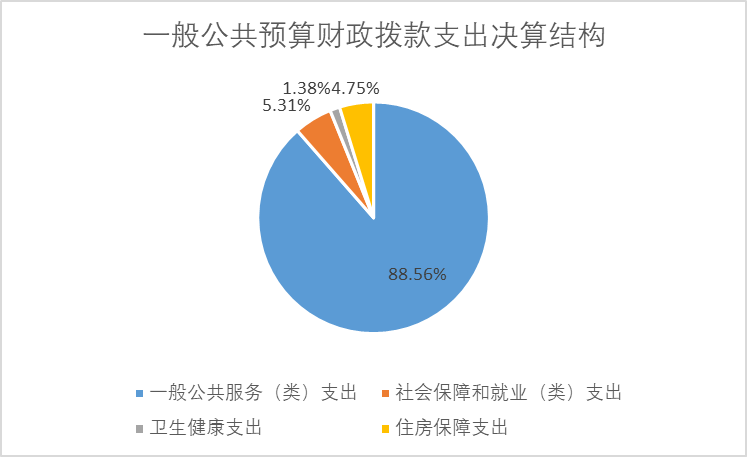 一般公共预算财政拨款支出决算结构
1.38% 4.75%
5.31%
88.56%
一般公共服务（类）支出 社会保障和就业（类）支出
卫生健康支出 住房保障支出